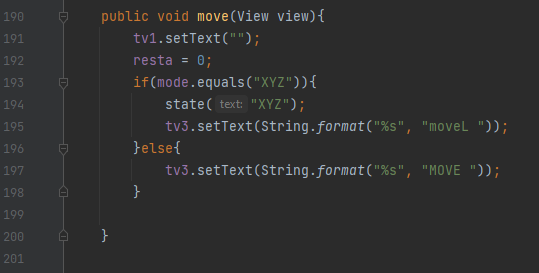 190 public void move(View view){
191 tv1.setText("");
192 resta = 0;
193 if(mode.equals("XYZ")){
194 state( text: "XYZ");
195 tv3.setText(String.format("%s", "moveL "));
196 }else{
197 tv3.setText(String.format("%s", "MOVE "));
198 }
199
200 }
201